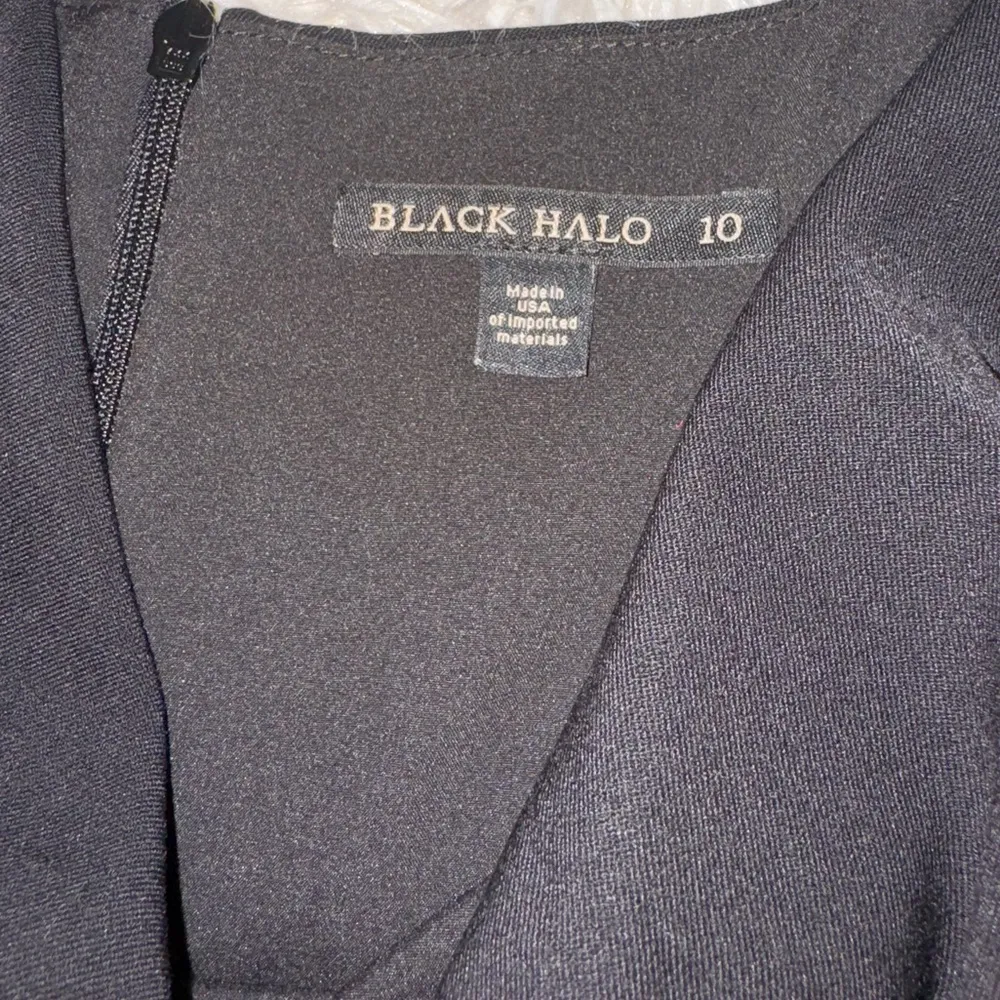 BLACK HALO 10
Made in
USA
of Imported
materials